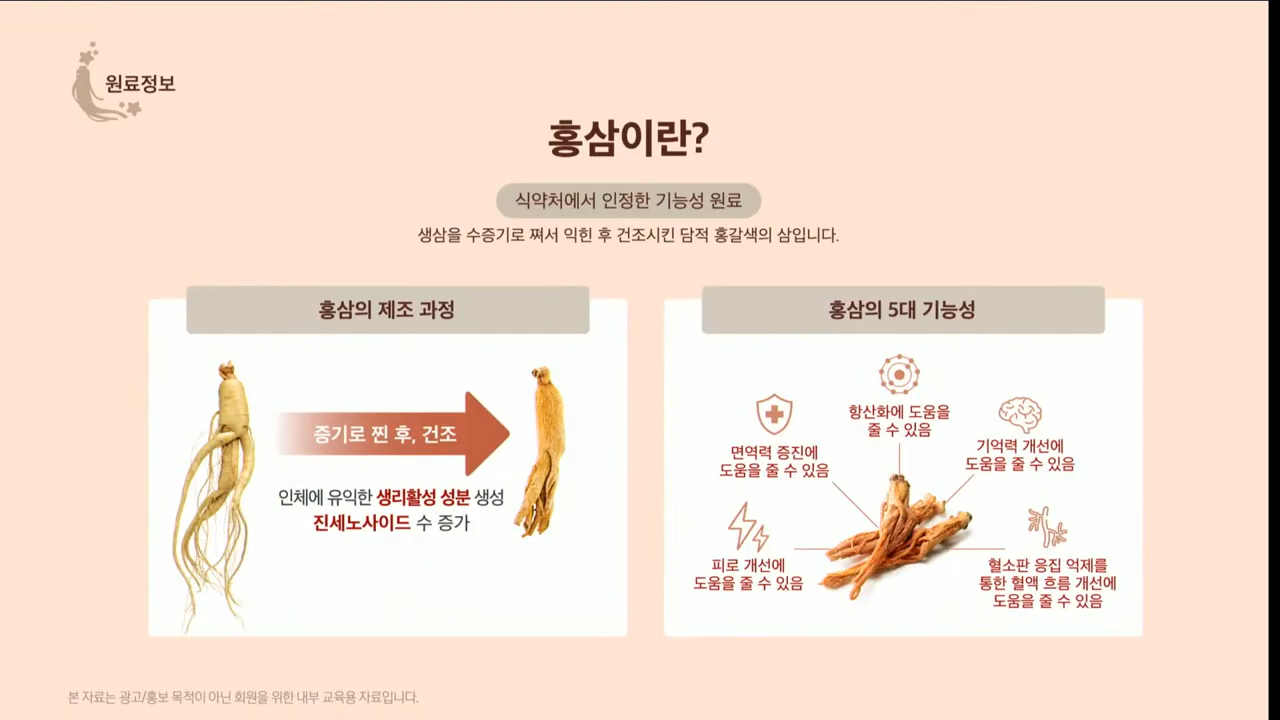 원료정보
홍삼이란?
식약처에서 인정한 기능성 원료
생삼을 수증기로 쪄서 익힌 후 건조시킨 담적 홍갈색의 삼입니다.
홍삼의 제조 과정
증기로 찐 후, 건조
인체에 유익한 생리활성 성분 생성
진세노사이드 수 증가
홍삼의 5대 기능성
항산화에 도움을
줄 수 있음
면역력 증진에
도움을 줄 수 있음
기억력 개선에
도움을 줄 수 있음
피로 개선에
도움을 줄 수 있음
혈소판 응집 억제를
통한 혈액 흐름 개선에
도움을 줄 수 있음
본 자료는 광고/홍보 목적이 아닌 회원을 위한 내부 교육용 자료입니다.